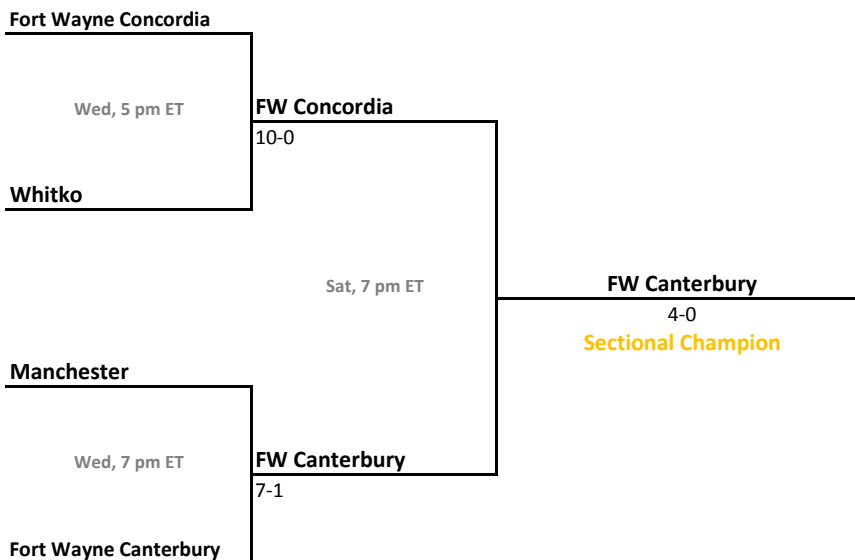 Fort Wayne Concordia
Wed, 5 pm ET
FW Concordia
10-0
Whitko
Sat, 7 pm ET
FW Canterbury
4-0
Sectional Champion
Manchester
Wed, 7 pm ET
FW Canterbury
7-1
Fort Wayne Canterbury